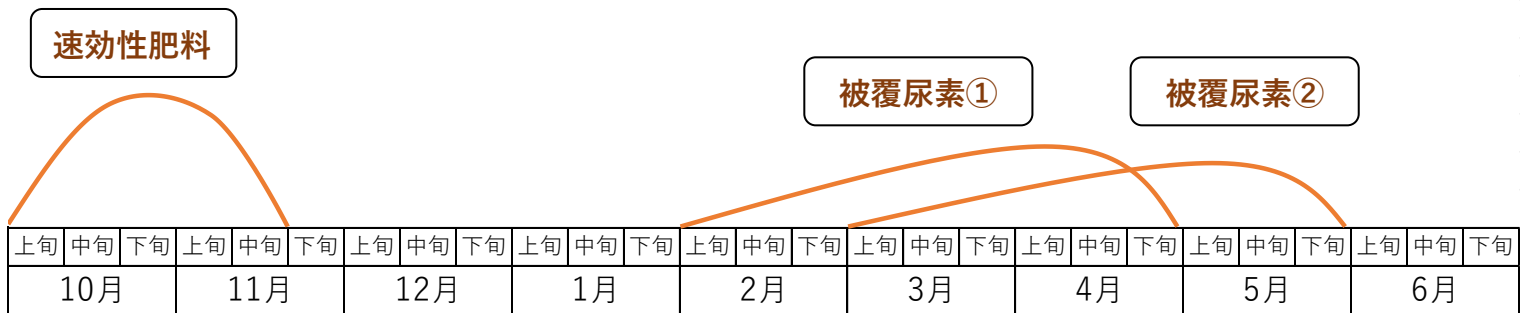 速効性肥料
被覆尿素①
被覆尿素②
上旬 中旬 下旬 上旬 中旬 下旬 上旬 中旬 下旬 上旬 中旬 下旬 上旬 中旬 下旬 上旬 中旬 下旬 上旬 中旬 下旬 上旬 中旬 下旬 上旬 中旬 下旬
10月 11月 12月 1月 2月 3月 4月 5月 6月